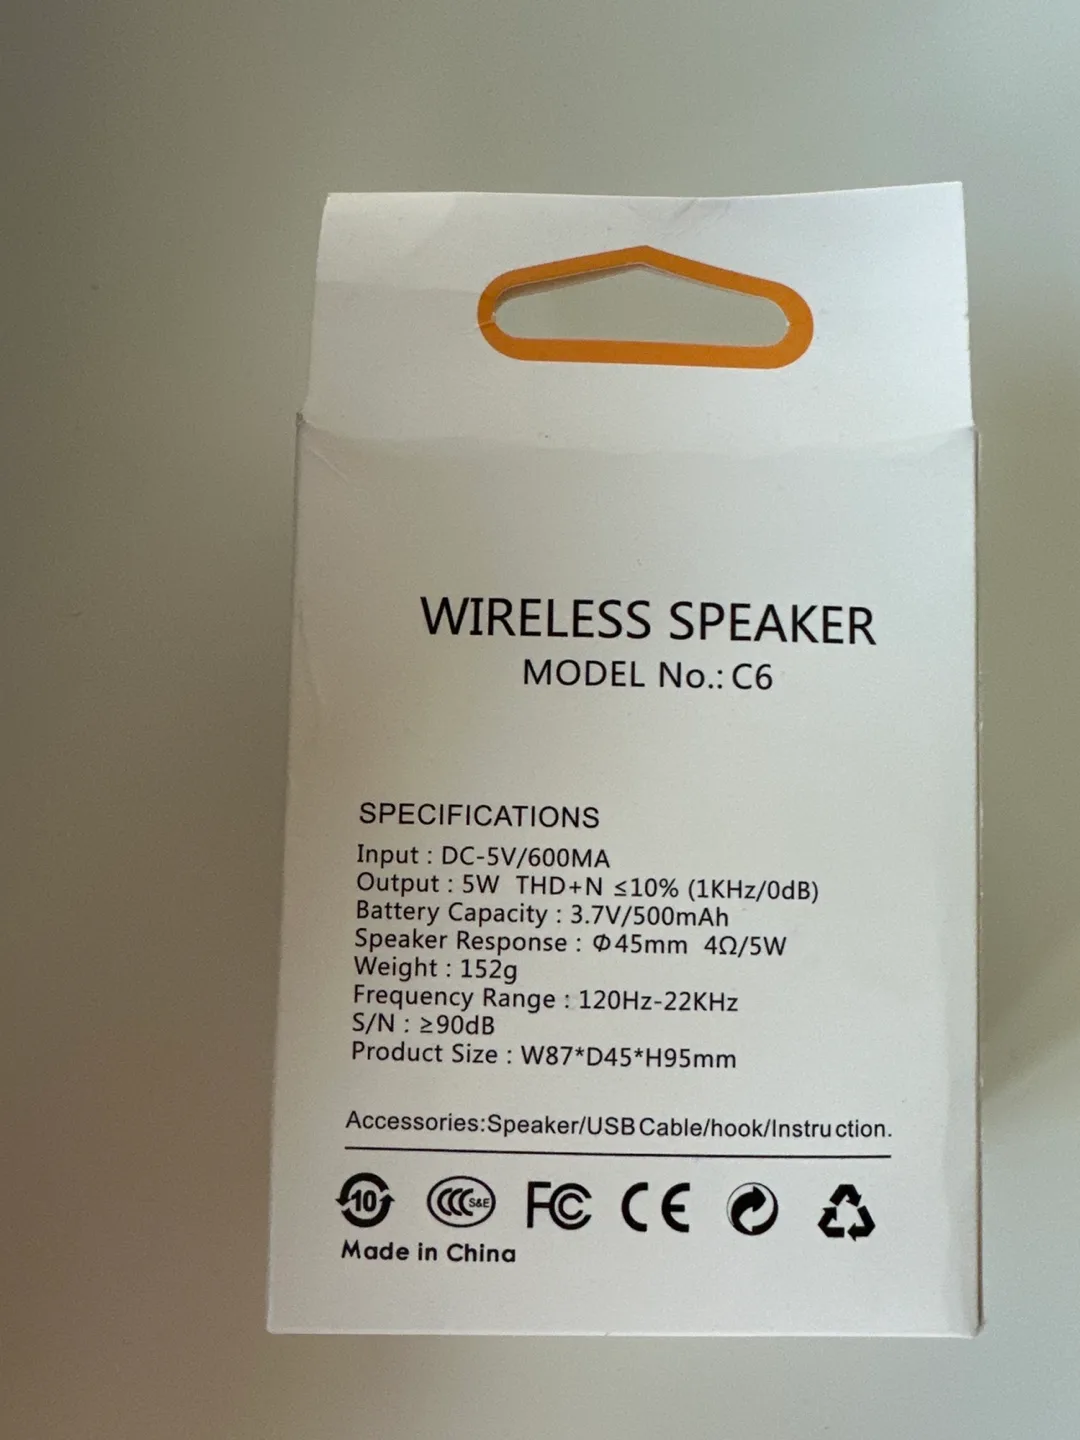 WIRELESS SPEAKER
MODEL No.: C6
SPECIFICATIONS
Input : DC-5V/600MA
Output : 5W THD+N ≤10% (1KHz/0dB)
Battery Capacity : 3.7V/500mAh
Speaker Response : Φ45mm 4Ω/5W
Weight : 152g
Frequency Range : 120Hz-22KHz
S/N : ≥90dB
Product Size : W87*D45*H95mm
Accessories:Speaker/USB Cable/hook/Instruction.
10 CCC S&E FC CE
Made in China